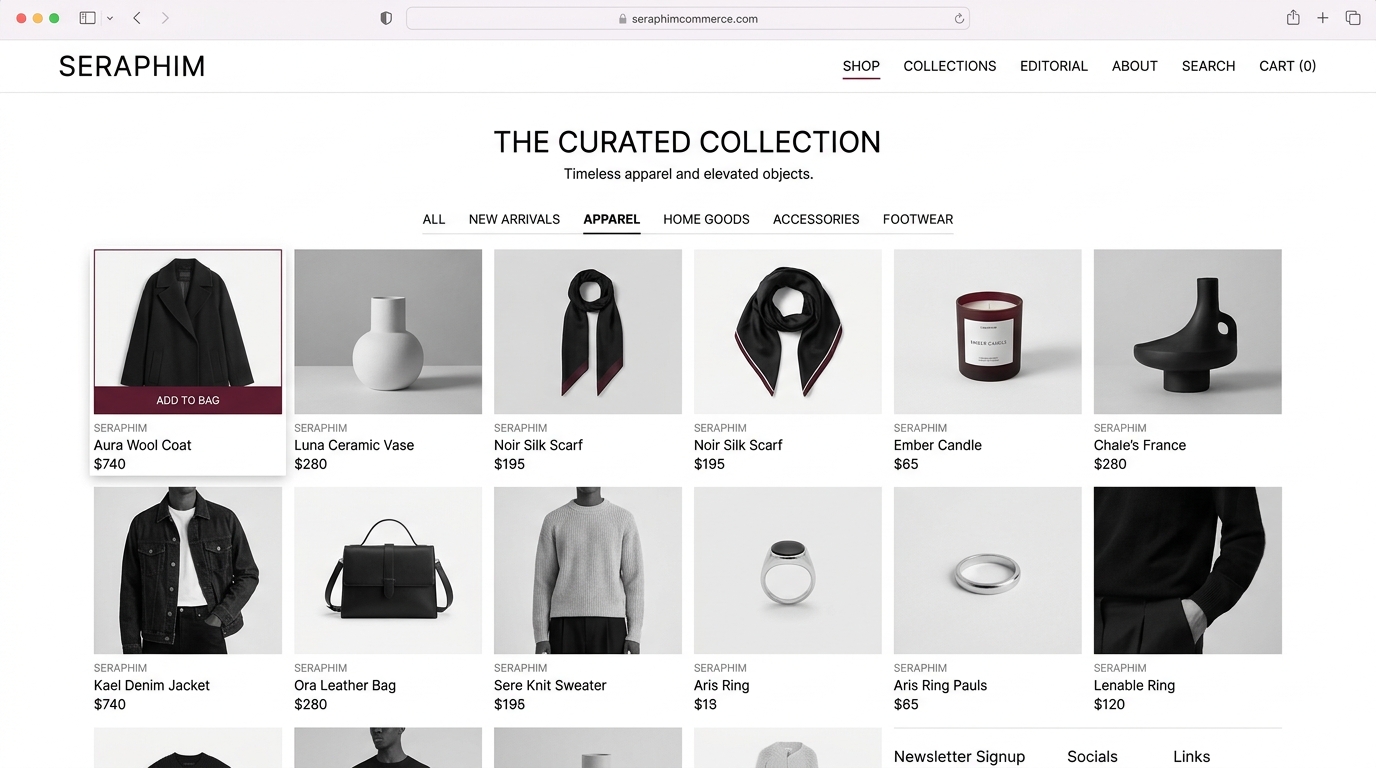 seraphimcommerce.com
SERAPHIM
SHOP COLLECTIONS EDITORIAL ABOUT SEARCH CART (0)
THE CURATED COLLECTION
Timeless apparel and elevated objects.
ALL NEW ARRIVALS APPAREL HOME GOODS ACCESSORIES FOOTWEAR
ADD TO BAG
SERAPHIM
Aura Wool Coat
$740
SERAPHIM
Luna Ceramic Vase
$280
SERAPHIM
Noir Silk Scarf
$195
SERAPHIM
Noir Silk Scarf
$195
EMBER CANDLE
SERAPHIM
Ember Candle
$65
SERAPHIM
Chale's France
$280
SERAPHIM
Kael Denim Jacket
$740
SERAPHIM
Ora Leather Bag
$280
SERAPHIM
Sere Knit Sweater
$195
SERAPHIM
Aris Ring
$13
SERAPHIM
Aris Ring Pauls
$65
SERAPHIM
Lenable Ring
$120
Newsletter Signup Socials Links